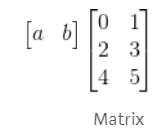 [a b] [0 1
2 3
4 5]
Matrix